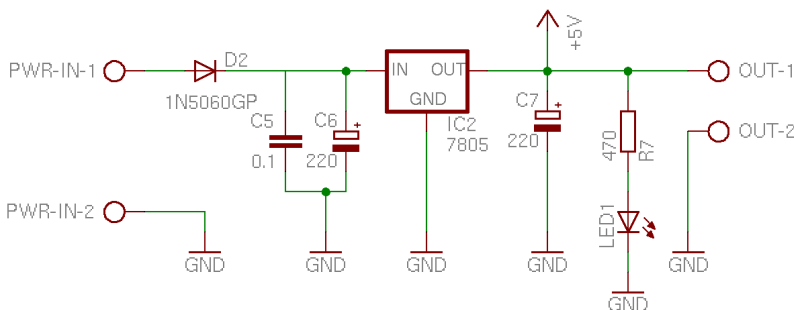 PWR-IN-1
D2
1N5060GP
C5
0.1
C6
+
220
IN
OUT
GND
IC2
7805
+5V
C7
+
220
470
R7
LED1
OUT-1
OUT-2
PWR-IN-2
GND
GND
GND
GND
GND
GND